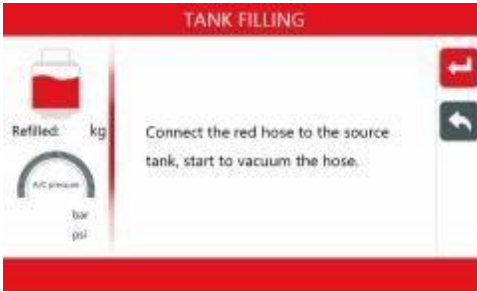 TANK FILLING
Refilled: kg
Connect the red hose to the source
tank, start to vacuum the hose.
A/C pressure
bar
psi